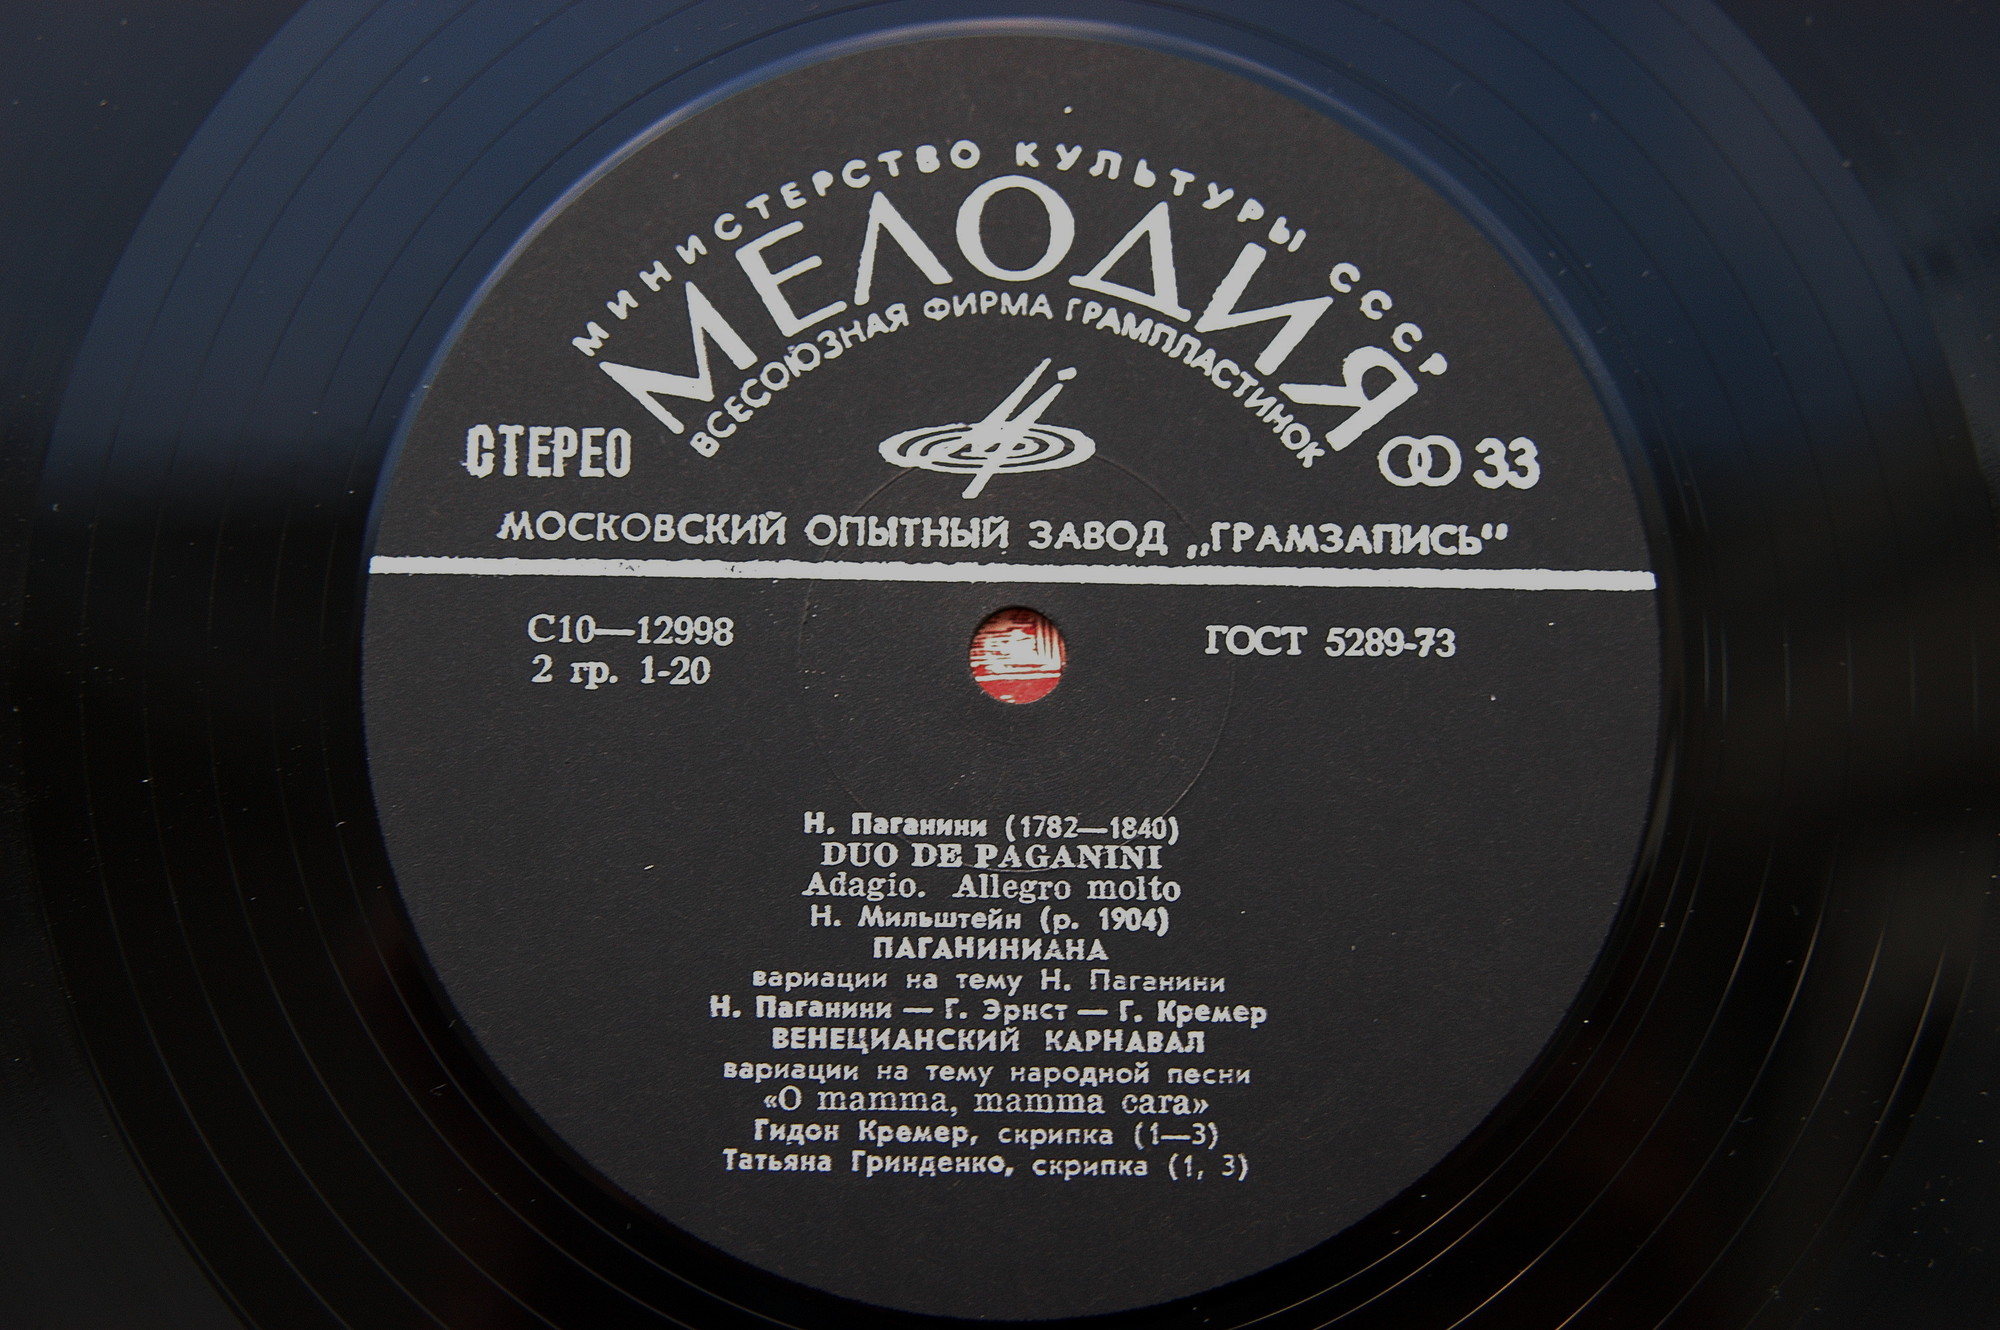 МИНИСТЕРСТВО КУЛЬТУРЫ СССР
МЕЛОДИЯ
ВСЕСОЮЗНАЯ ФИРМА ГРАМПЛАСТИНОК
СТЕРЕО
33
МОСКОВСКИЙ ОПЫТНЫЙ ЗАВОД „ГРАМЗАПИСЬ“
С10—12998
ГОСТ 5289-73
2 гр. 1-20
Н. Паганини (1782—1840)
DUO DE PAGANINI
Adagio. Allegro molto
Н. Мильштейн (р. 1904)
ПАГАНИНИАНА
вариации на тему Н. Паганини
Н. Паганини — Г. Эрнст — Г. Кремер
ВЕНЕЦИАНСКИЙ КАРНАВАЛ
вариации на тему народной песни
«O mamma, mamma cara»
Гидон Кремер, скрипка (1—3)
Татьяна Гринденко, скрипка (1, 3)